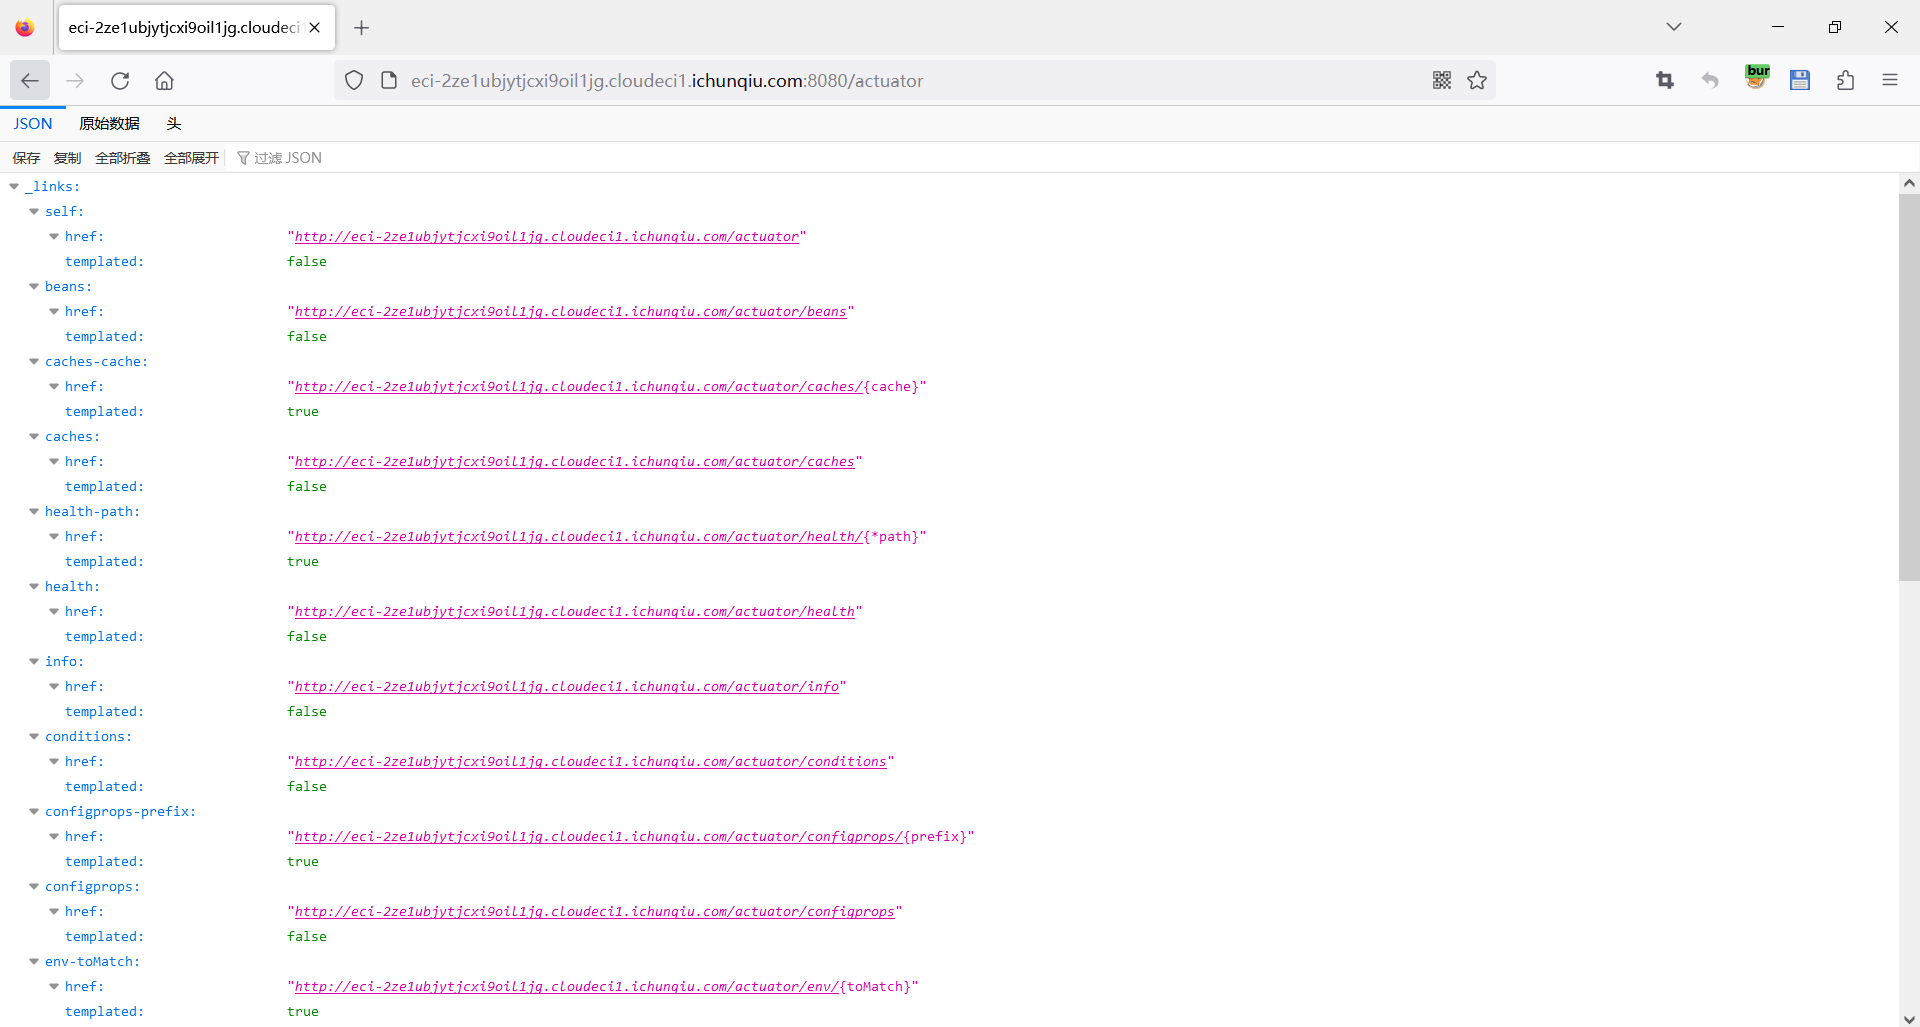 eci-2ze1ubjytjcxi9oil1jg.cloudeci1
eci-2ze1ubjytjcxi9oil1jg.cloudeci1.ichunqiu.com:8080/actuator
bur
JSON 原始数据 头
保存 复制 全部折叠 全部展开 过滤 JSON
_links:
self:
href: "http://eci-2ze1ubjytjcxi9oil1jg.cloudeci1.ichunqiu.com/actuator"
templated: false
beans:
href: "http://eci-2ze1ubjytjcxi9oil1jg.cloudeci1.ichunqiu.com/actuator/beans"
templated: false
caches-cache:
href: "http://eci-2ze1ubjytjcxi9oil1jg.cloudeci1.ichunqiu.com/actuator/caches/{cache}"
templated: true
caches:
href: "http://eci-2ze1ubjytjcxi9oil1jg.cloudeci1.ichunqiu.com/actuator/caches"
templated: false
health-path:
href: "http://eci-2ze1ubjytjcxi9oil1jg.cloudeci1.ichunqiu.com/actuator/health/{*path}"
templated: true
health:
href: "http://eci-2ze1ubjytjcxi9oil1jg.cloudeci1.ichunqiu.com/actuator/health"
templated: false
info:
href: "http://eci-2ze1ubjytjcxi9oil1jg.cloudeci1.ichunqiu.com/actuator/info"
templated: false
conditions:
href: "http://eci-2ze1ubjytjcxi9oil1jg.cloudeci1.ichunqiu.com/actuator/conditions"
templated: false
configprops-prefix:
href: "http://eci-2ze1ubjytjcxi9oil1jg.cloudeci1.ichunqiu.com/actuator/configprops/{prefix}"
templated: true
configprops:
href: "http://eci-2ze1ubjytjcxi9oil1jg.cloudeci1.ichunqiu.com/actuator/configprops"
templated: false
env-toMatch:
href: "http://eci-2ze1ubjytjcxi9oil1jg.cloudeci1.ichunqiu.com/actuator/env/{toMatch}"
templated: true